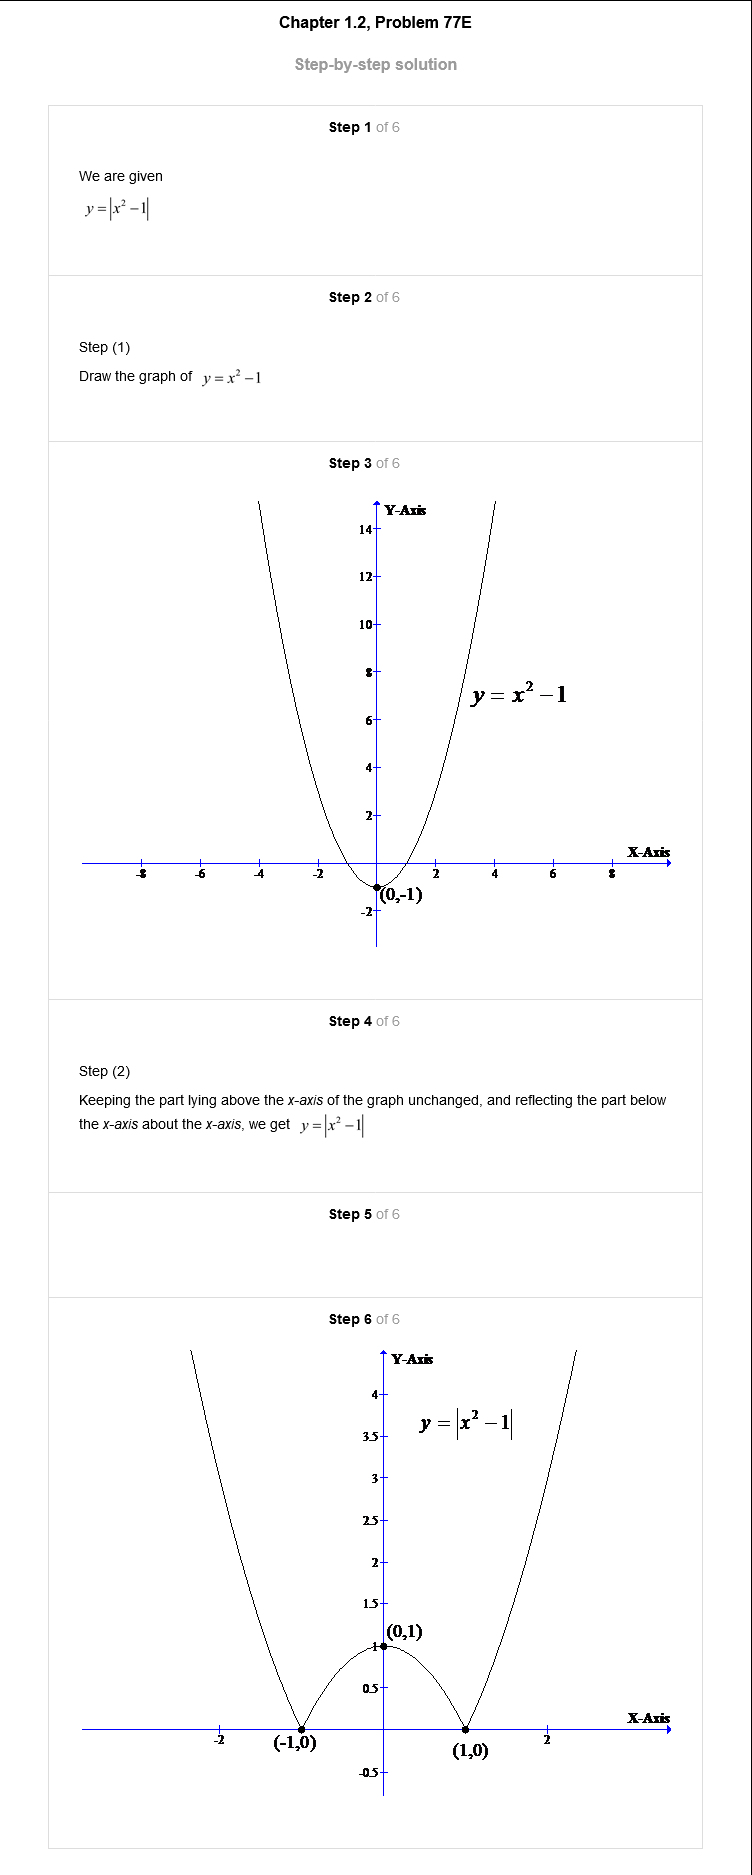 Chapter 1.2, Problem 77E
Step-by-step solution
Step 1 of 6
We are given
y = |x² − 1|
Step 2 of 6
Step (1)
Draw the graph of y = x² − 1
Step 3 of 6
Y-Axis
14
12
10
8
y = x² − 1
6
4
2
X-Axis
-8 -6 -4 -2 2 4 6 8
(0,-1)
-2
Step 4 of 6
Step (2)
Keeping the part lying above the x-axis of the graph unchanged, and reflecting the part below
the x-axis about the x-axis, we get y = |x² − 1|
Step 5 of 6
Step 6 of 6
Y-Axis
4
y = |x² − 1|
3.5
3
2.5
2
1.5
(0,1)
1
0.5
X-Axis
-2 (-1,0) (1,0) 2
-0.5